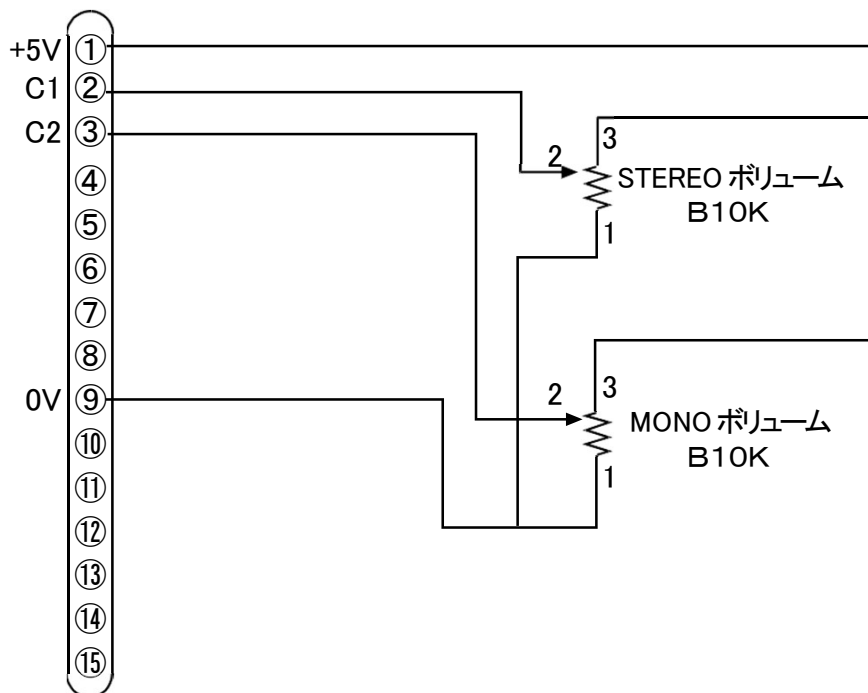 +5V ①
C1 ②
C2 ③
④
⑤
⑥
⑦
⑧
0V ⑨
⑩
⑪
⑫
⑬
⑭
⑮
3
2
STEREO ボリューム
B10K
1
3
2
MONO ボリューム
B10K
1